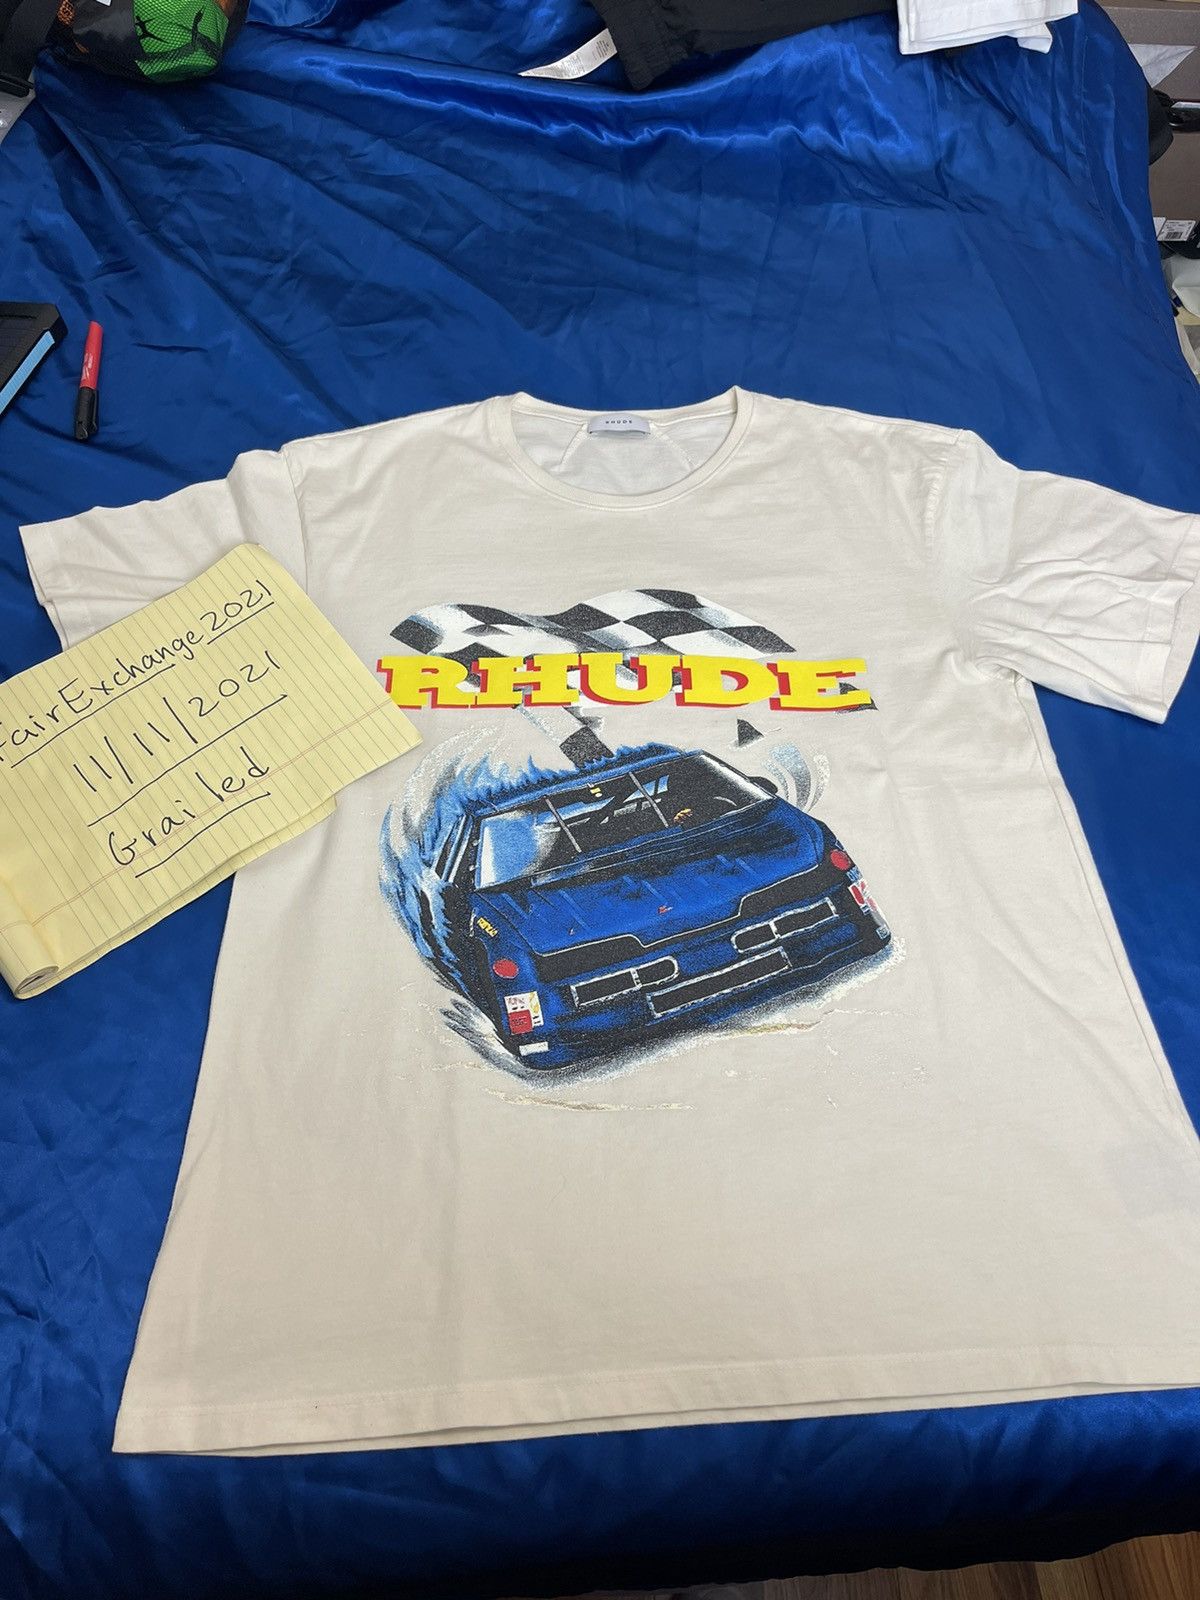 RHUDE
FairExchange2021
11/11/2021
Grailed
RHUDE